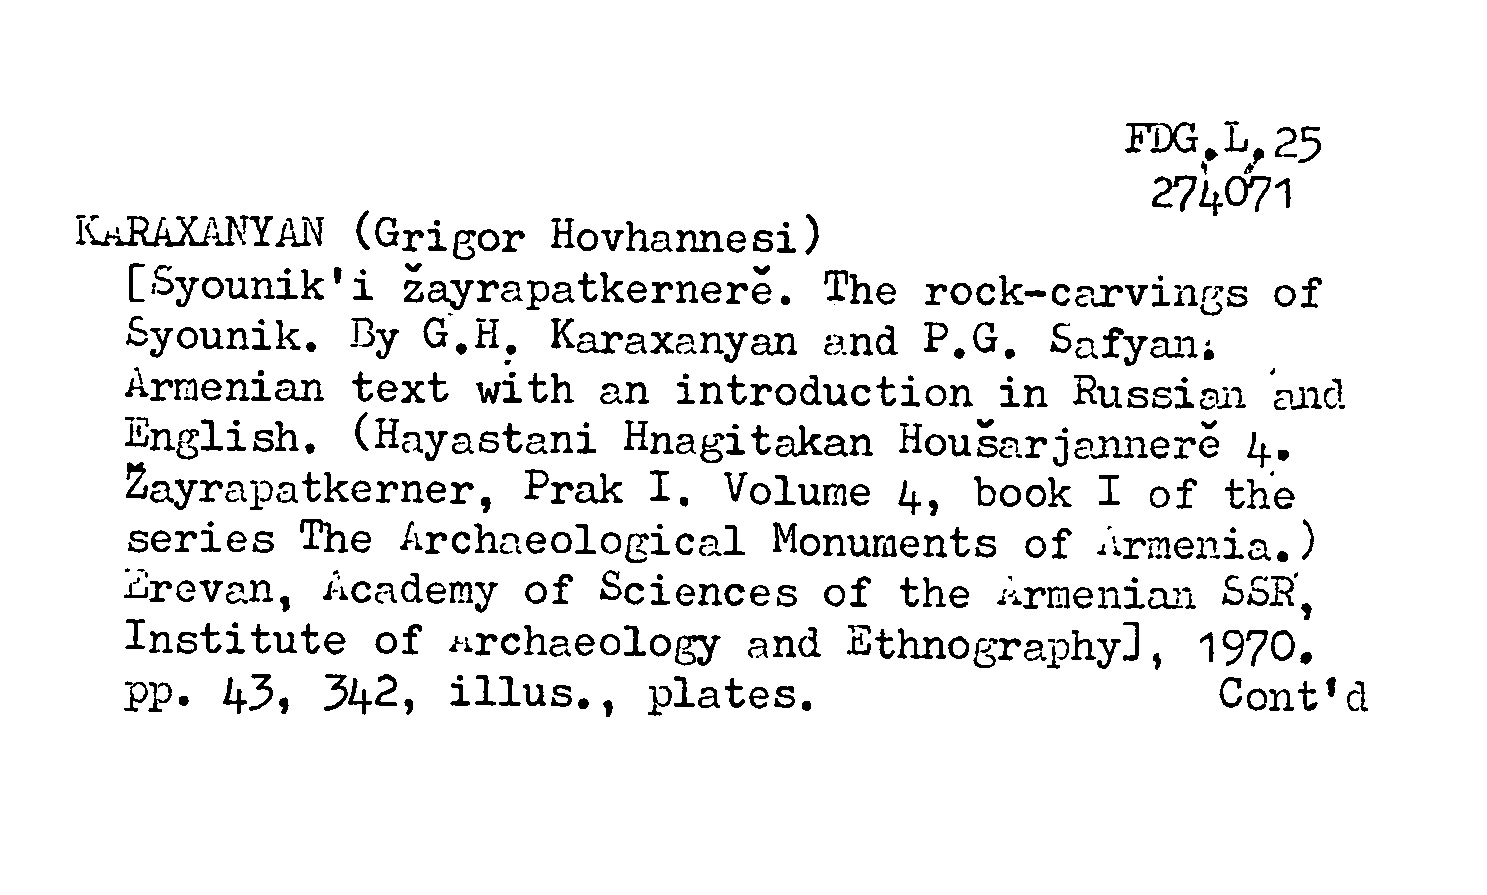 FDG.L,25
274071
KARAXANYAN (Grigor Hovhannesi)
[Syounik'i žayrapatkernerě. The rock-carvings of
Syounik. By G.H. Karaxanyan and P.G. Safyan:
Armenian text with an introduction in Russian and
English. (Hayastani Hnagitakan Houšarjannerě 4.
Žayrapatkerner, Prak I. Volume 4, book I of the
series The Archaeological Monuments of Armenia.)
Erevan, Academy of Sciences of the Armenian SSR,
Institute of Archaeology and Ethnography], 1970.
pp. 43, 342, illus., plates. Cont'd